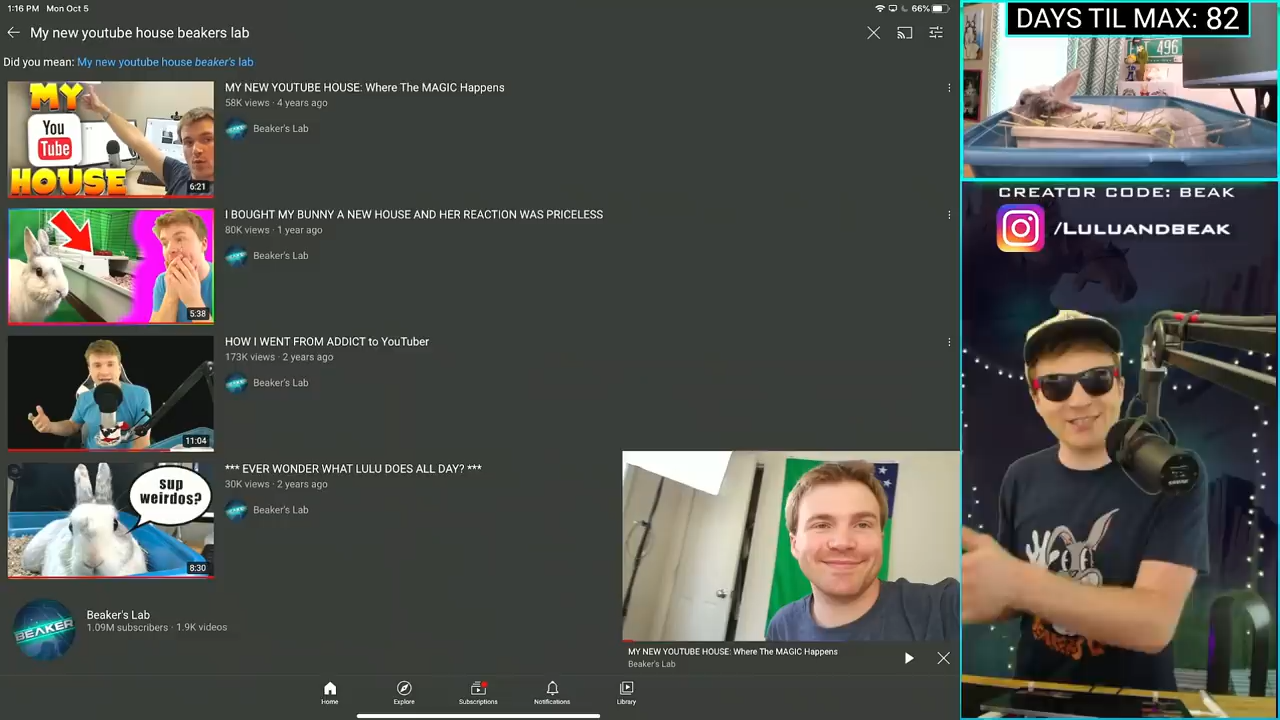 1:16 PM Mon Oct 5
66%
My new youtube house beakers lab
Did you mean: My new youtube house beaker's lab
MY
You
Tube
HOUSE
6:21
MY NEW YOUTUBE HOUSE: Where The MAGIC Happens
58K views · 4 years ago
Beaker's Lab
5:38
I BOUGHT MY BUNNY A NEW HOUSE AND HER REACTION WAS PRICELESS
80K views · 1 year ago
Beaker's Lab
11:04
HOW I WENT FROM ADDICT to YouTuber
173K views · 2 years ago
Beaker's Lab
Sup
weirdos?
8:30
*** EVER WONDER WHAT LULU DOES ALL DAY? ***
30K views · 2 years ago
Beaker's Lab
BEAKER
Beaker's Lab
1.09M subscribers · 1.9K videos
MY NEW YOUTUBE HOUSE: Where The MAGIC Happens
Beaker's Lab
Home
Explore
Subscriptions
Notifications
Library
DAYS TIL MAX: 82
496
CREATOR CODE: BEAK
/LULUANDBEAK
SHURE